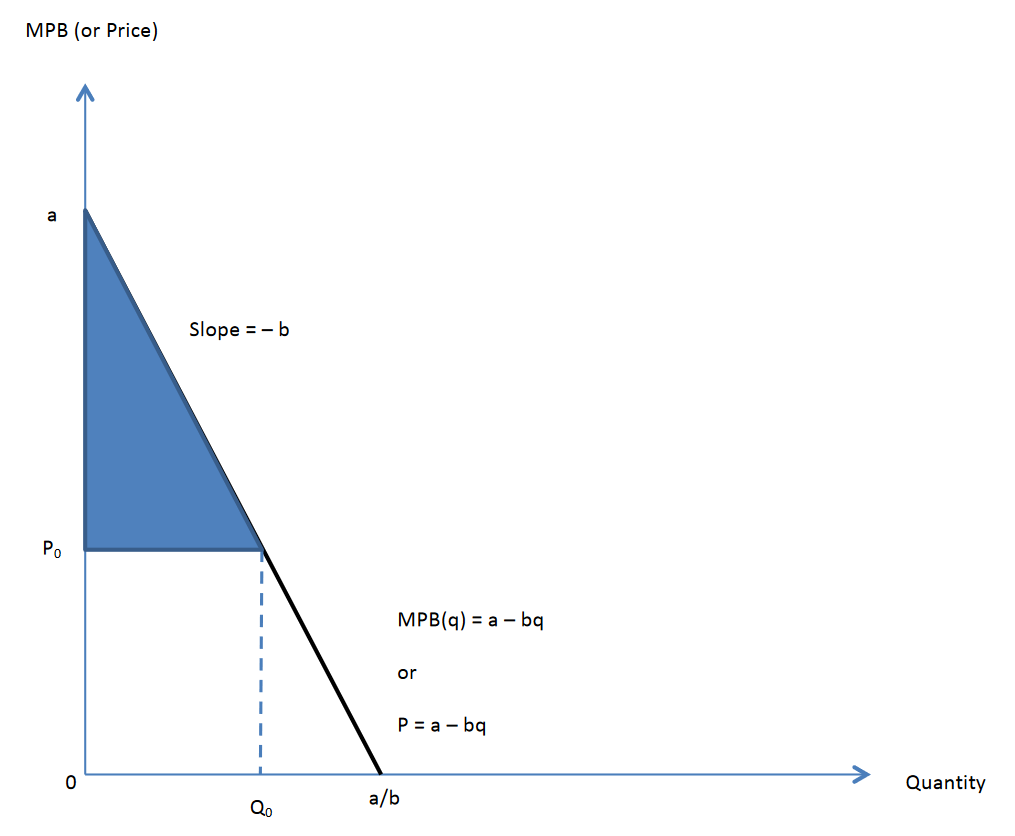 MPB (or Price)
a
Slope = – b
P₀
MPB(q) = a – bq
or
P = a – bq
0
Quantity
a/b
Q₀